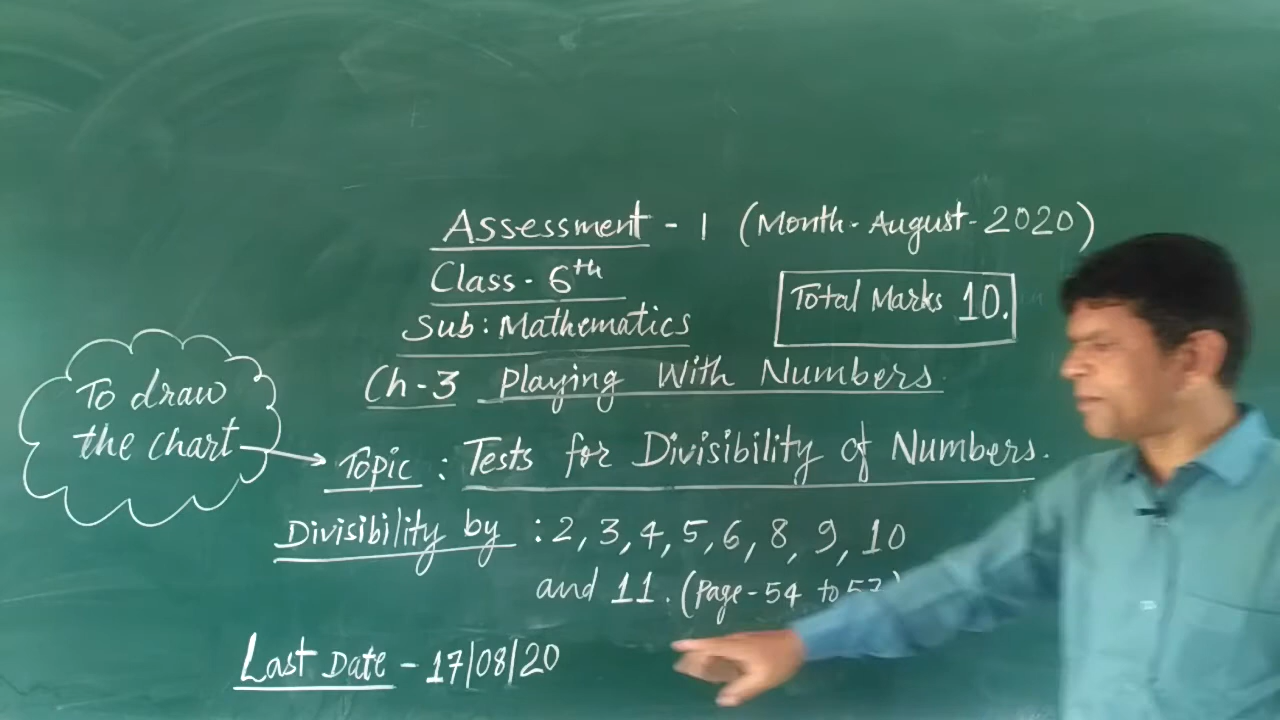 Assessment - 1 (Month - August - 2020)
Class - 6th
Total Marks 10.
Sub : Mathematics
Ch-3 Playing With Numbers.
To draw
the chart
Topic : Tests for Divisibility of Numbers.
Divisibility by : 2, 3, 4, 5, 6, 8, 9, 10
and 11. (Page - 54 to 57)
Last Date - 17/08/20